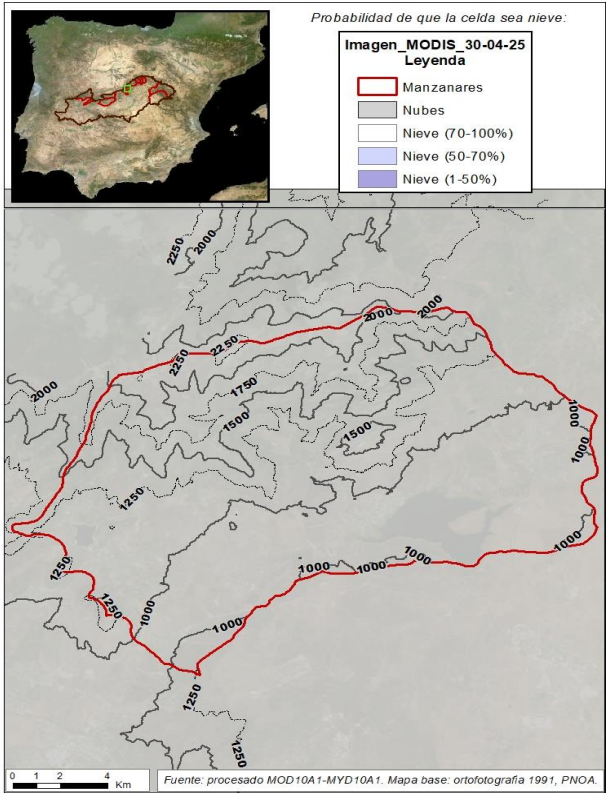 Probabilidad de que la celda sea nieve:
Imagen_MODIS_30-04-25
Leyenda
Manzanares
Nubes
Nieve (70-100%)
Nieve (50-70%)
Nieve (1-50%)
2250
2000
2000
2000
2250
2250
2000
1750
1500
1500
1000
1000
1250
1000
1000
1000
1000
1250
1250
1000
1000
1250
1250
0 1 2 4
Km
Fuente: procesado MOD10A1-MYD10A1. Mapa base: ortofotografia 1991, PNOA.